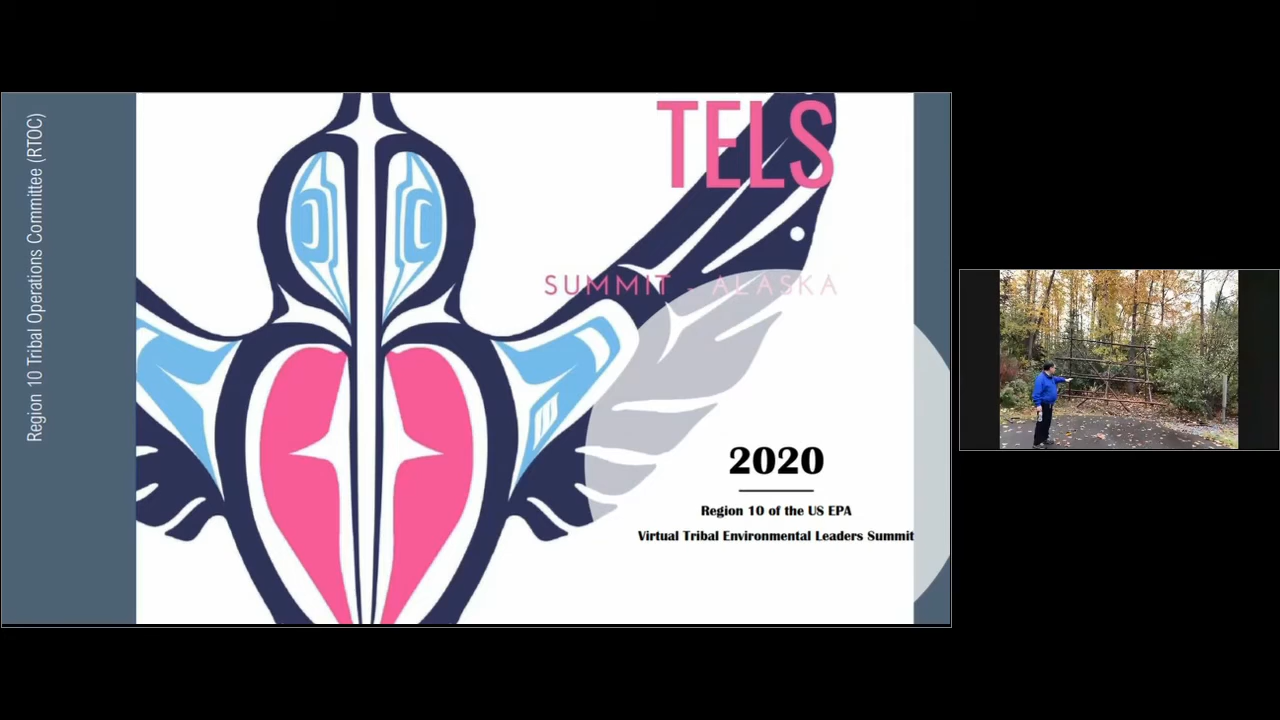 Region 10 Tribal Operations Committee (RTOC)
TELS
SUMMIT - ALASKA
2020
Region 10 of the US EPA
Virtual Tribal Environmental Leaders Summit